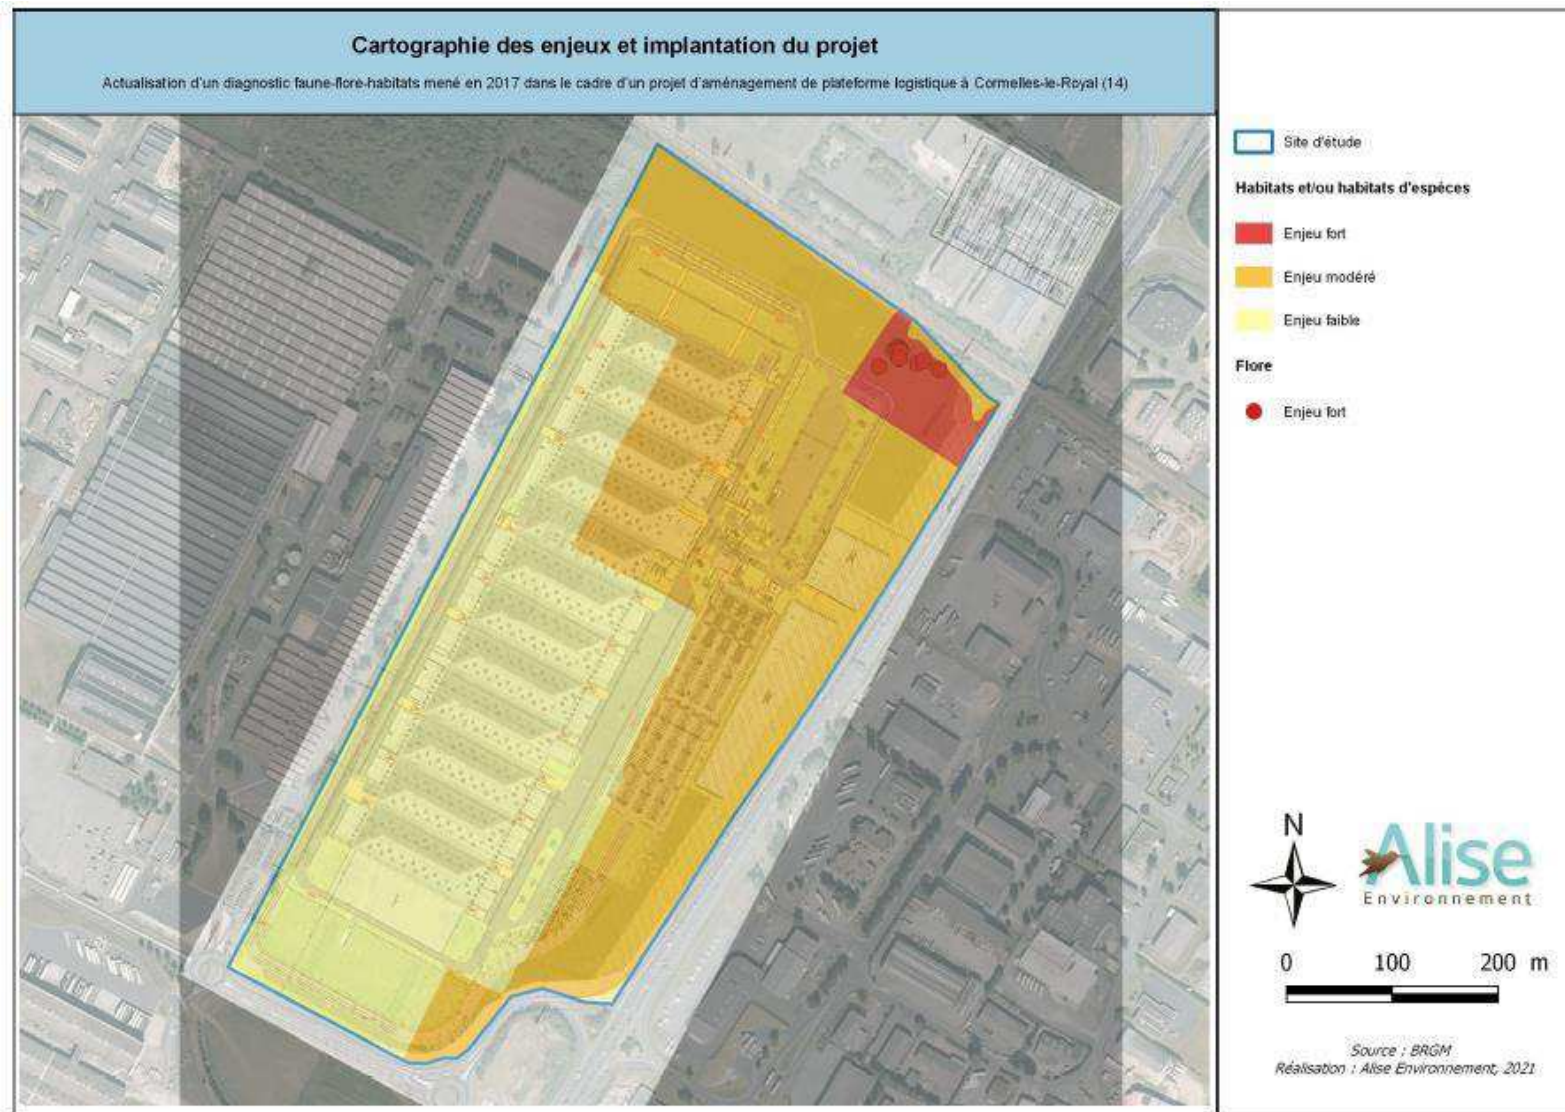 Cartographie des enjeux et implantation du projet
Actualisation d'un diagnostic faune-flore-habitats mené en 2017 dans le cadre d'un projet d'aménagement de plateforme logistique à Cormelles-le-Royal (14)
Site d'étude
Habitats et/ou habitats d'espèces
Enjeu fort
Enjeu modéré
Enjeu faible
Flore
Enjeu fort
N
Alise
Environnement
0 100 200 m
Source : BRGM
Réalisation : Alise Environnement, 2021